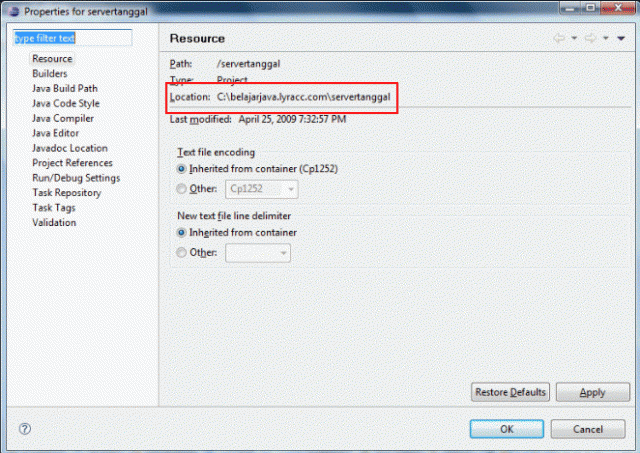 Properties for servertanggal
type filter text
Resource
Builders
Java Build Path
Java Code Style
Java Compiler
Java Editor
Javadoc Location
Project References
Run/Debug Settings
Task Repository
Task Tags
Validation
Resource
Path: /servertanggal
Type: Project
Location: C:\belajarjava.lyracc.com\servertanggal
Last modified: April 25, 2009 7:32:57 PM
Text file encoding
Inherited from container (Cp1252)
Other: Cp1252
New text file line delimiter
Inherited from container
Other:
Restore Defaults Apply
? OK Cancel